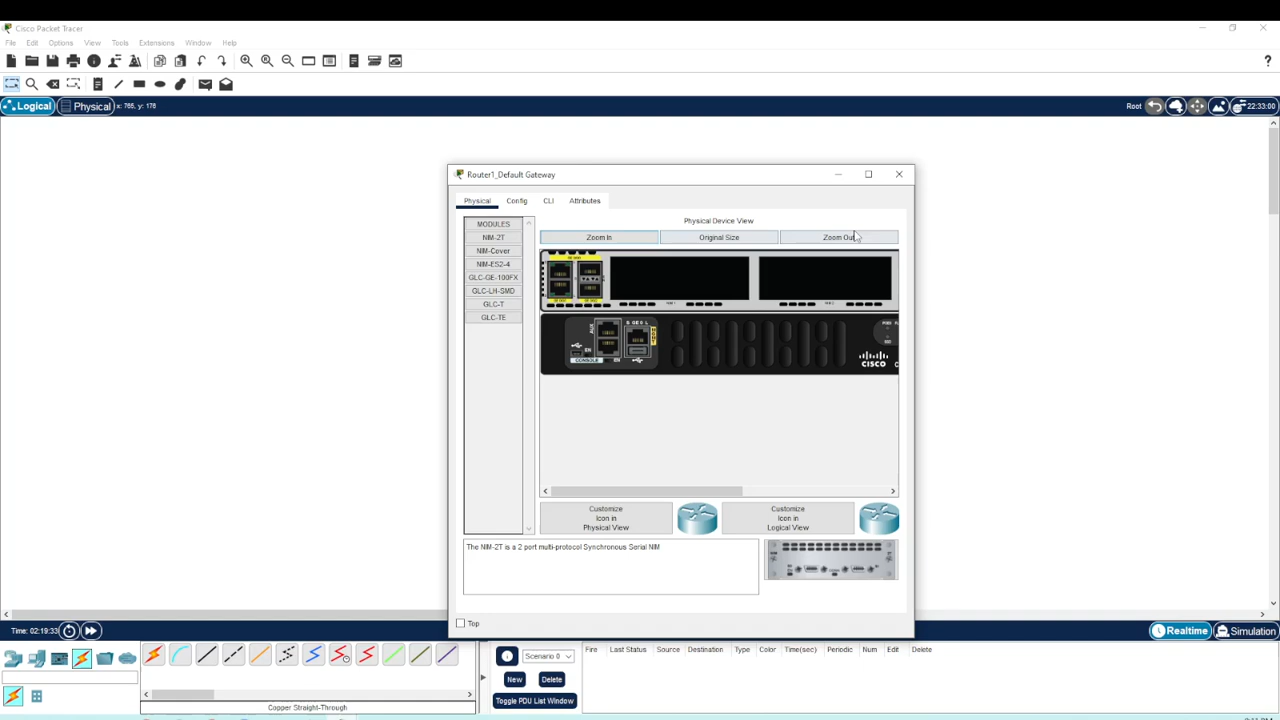 Cisco Packet Tracer
File Edit Options View Tools Extensions Window Help
?
Logical Physical x: 765, y: 178
Root 22:33:00
Router1_Default Gateway
Physical Config CLI Attributes
MODULES
NIM-2T
NIM-Cover
NIM-ES2-4
GLC-GE-100FX
GLC-LH-SMD
GLC-T
GLC-TE
Physical Device View
Zoom In Original Size Zoom Out
AUX
CONSOLE
EN
EN
CISCO
Customize
Icon in
Physical View
Customize
Icon in
Logical View
The NIM-2T is a 2 port multi-protocol Synchronous Serial NIM
Top
Time: 02:19:33
Realtime Simulation
Scenario 0
New Delete
Toggle PDU List Window
Fire Last Status Source Destination Type Color Time(sec) Periodic Num Edit Delete
Copper Straight-Through